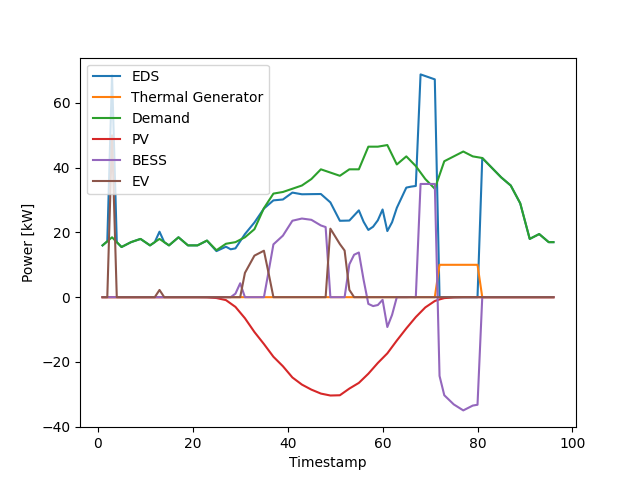 EDS
Thermal Generator
Demand
PV
BESS
EV
60
40
20
0
−20
−40
Power [kW]
0 20 40 60 80 100
Timestamp